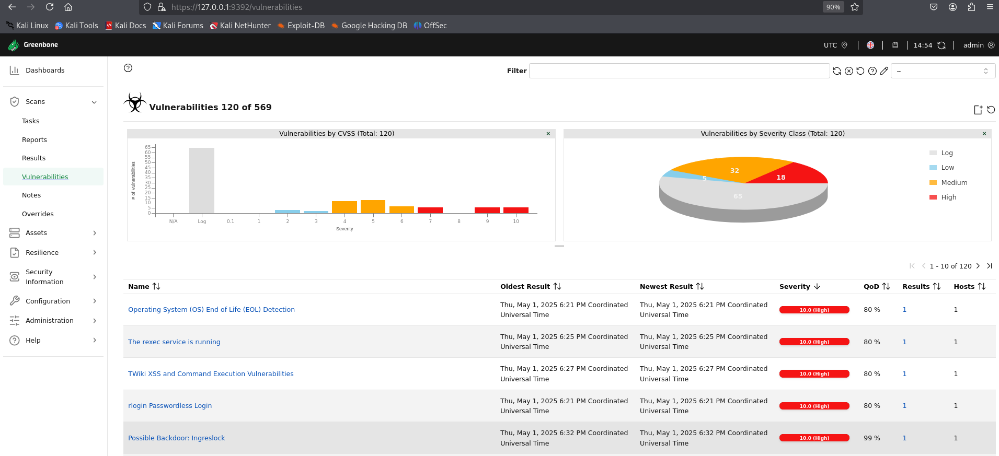 https://127.0.0.1:9392/vulnerabilities
90%
Kali Linux Kali Tools Kali Docs Kali Forums Kali NetHunter Exploit-DB Google Hacking DB OffSec
Greenbone
UTC 14:54 admin
Dashboards
Scans
Tasks
Reports
Results
Vulnerabilities
Notes
Overrides
Assets
Resilience
Security
Information
Configuration
Administration
Help
Filter
--
Vulnerabilities 120 of 569
Vulnerabilities by CVSS (Total: 120)
×
# of Vulnerabilities
65
60
55
50
45
40
35
30
25
20
15
10
5
0
N/A Log 0.1 1 2 3 4 5 6 7 8 9 10
Severity
Vulnerabilities by Severity Class (Total: 120)
×
32
18
5
65
Log
Low
Medium
High
1 - 10 of 120
Name Oldest Result Newest Result Severity QoD Results Hosts
Operating System (OS) End of Life (EOL) Detection Thu, May 1, 2025 6:21 PM Coordinated Universal Time Thu, May 1, 2025 6:21 PM Coordinated Universal Time 10.0 (High) 80 % 1 1
The rexec service is running Thu, May 1, 2025 6:25 PM Coordinated Universal Time Thu, May 1, 2025 6:25 PM Coordinated Universal Time 10.0 (High) 80 % 1 1
TWiki XSS and Command Execution Vulnerabilities Thu, May 1, 2025 6:27 PM Coordinated Universal Time Thu, May 1, 2025 6:27 PM Coordinated Universal Time 10.0 (High) 80 % 1 1
rlogin Passwordless Login Thu, May 1, 2025 6:21 PM Coordinated Universal Time Thu, May 1, 2025 6:21 PM Coordinated Universal Time 10.0 (High) 80 % 1 1
Possible Backdoor: Ingreslock Thu, May 1, 2025 6:32 PM Coordinated Universal Time Thu, May 1, 2025 6:32 PM Coordinated Universal Time 10.0 (High) 99 % 1 1